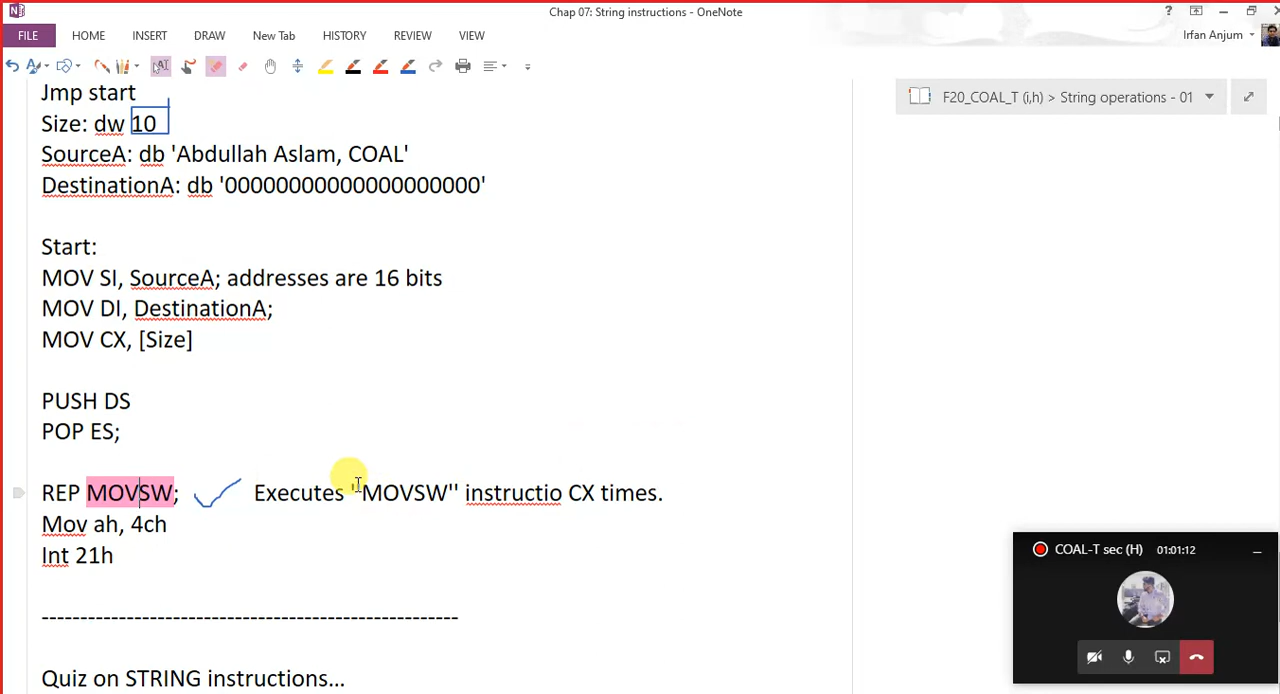 Chap 07: String instructions - OneNote
?
FILE HOME INSERT DRAW New Tab HISTORY REVIEW VIEW
Irfan Anjum
F20_COAL_T (i,h) > String operations - 01
Jmp start
Size: dw 10
SourceA: db 'Abdullah Aslam, COAL'
DestinationA: db '00000000000000000000'
Start:
MOV SI, SourceA; addresses are 16 bits
MOV DI, DestinationA;
MOV CX, [Size]
PUSH DS
POP ES;
REP MOVSW; Executes ''MOVSW'' instructio CX times.
Mov ah, 4ch
Int 21h
------------------------------------------------------
Quiz on STRING instructions...
COAL-T sec (H) 01:01:12